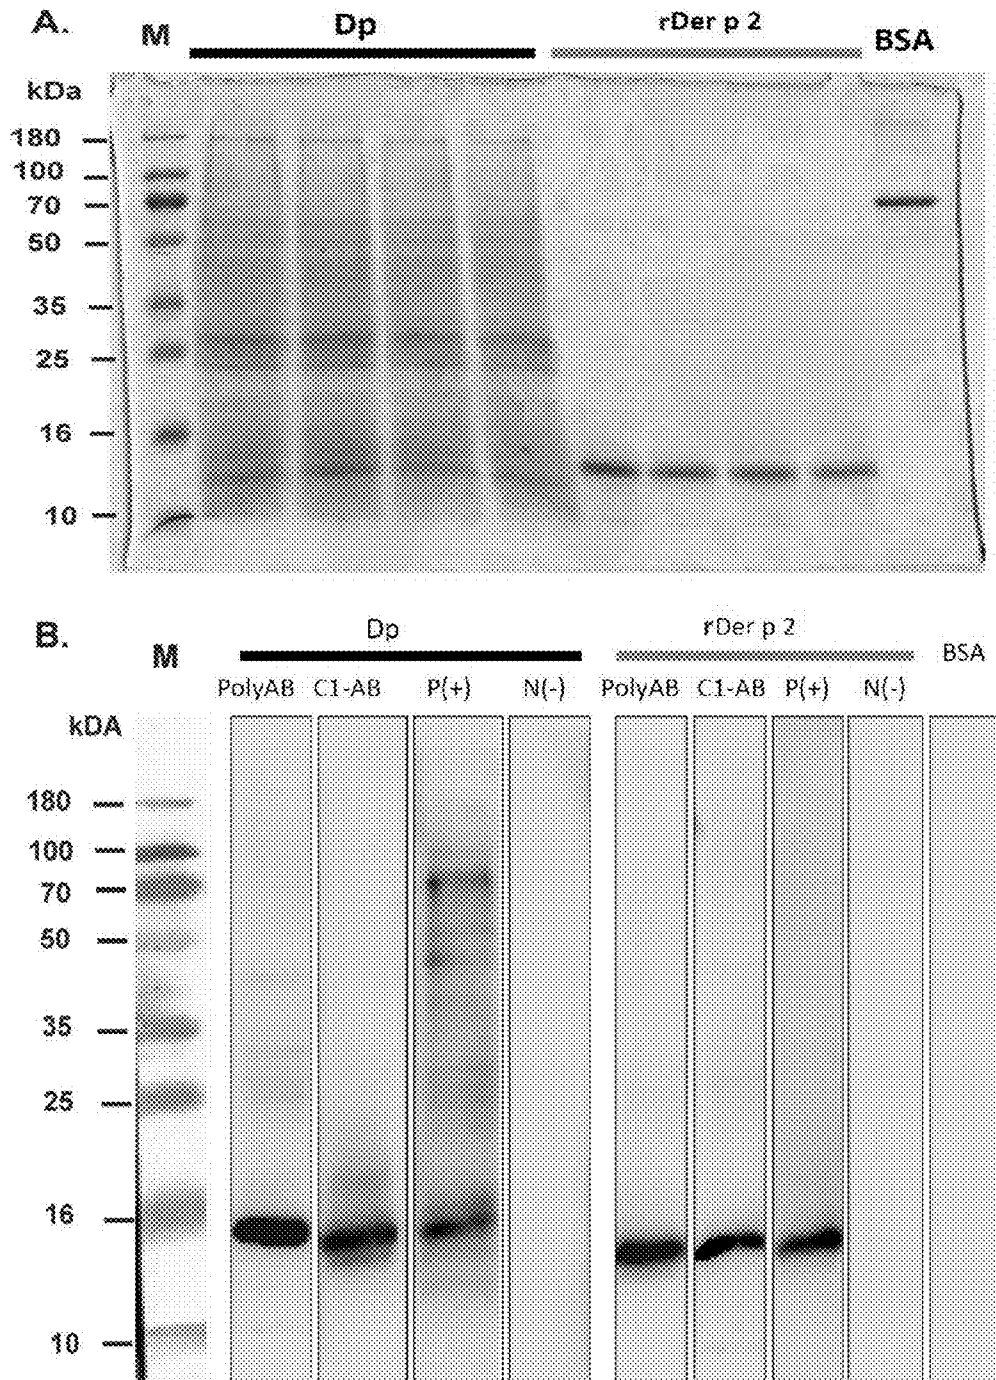 A.
M
Dp
rDer p 2
BSA
kDa
180
100
70
50
35
25
16
10
B.
M
Dp
rDer p 2
BSA
PolyAB C1-AB P(+) N(-) PolyAB C1-AB P(+) N(-)
kDA
180
100
70
50
35
25
16
10